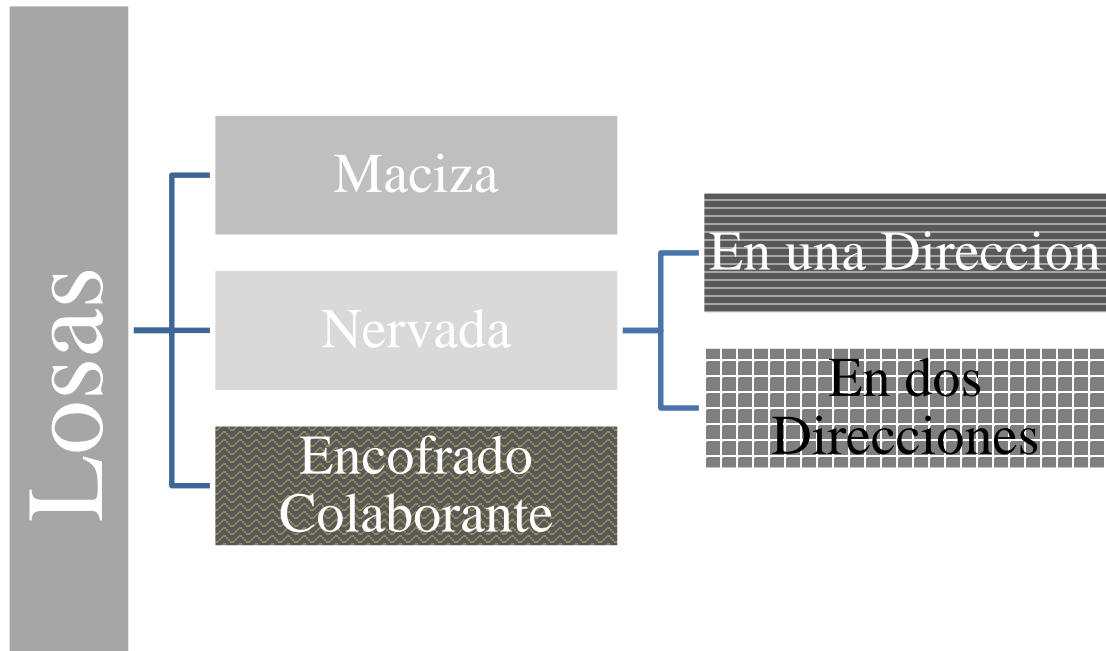 Losas
Maciza
Nervada
Encofrado
Colaborante
En una Direccion
En dos
Direcciones